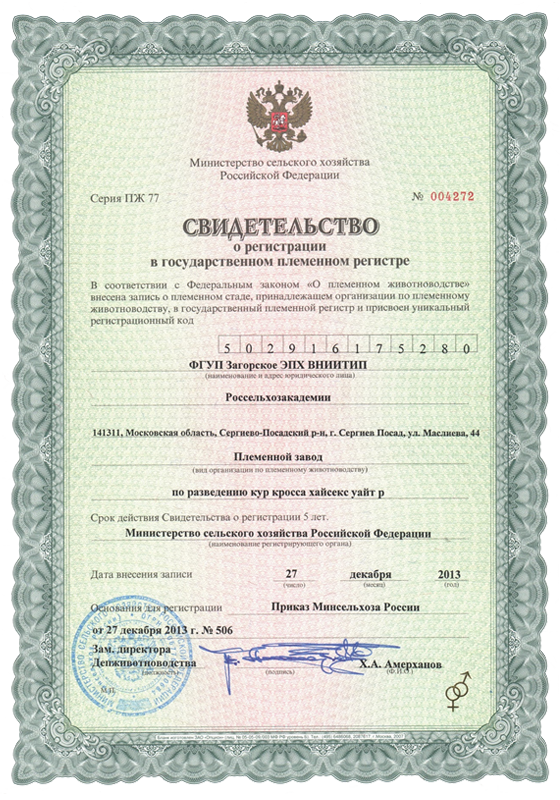 Министерство сельского хозяйства
Российской Федерации
Серия ПЖ 77 № 004272
СВИДЕТЕЛЬСТВО
о регистрации
в государственном племенном регистре
В соответствии с Федеральным законом «О племенном животноводстве»
внесена запись о племенном стаде, принадлежащем организации по племенному
животноводству, в государственный племенной регистр и присвоен уникальный
регистрационный код
5 0 2 9 1 6 1 7 5 2 8 0
ФГУП Загорское ЭПХ ВНИИТИП
(наименование и адрес юридического лица)
Россельхозакадемии
141311, Московская область, Сергиево-Посадский р-н, г. Сергиев Посад, ул. Маслиева, 44
Племенной завод
(вид организации по племенному животноводству)
по разведению кур кросса хайсекс уайт р
Срок действия Свидетельства о регистрации 5 лет.
Министерство сельского хозяйства Российской Федерации
(наименование регистрирующего органа)
Дата внесения записи 27 декабря 2013
(число) (месяц) (год)
Основания для регистрации Приказ Минсельхоза России
от 27 декабря 2013 г. № 506
Зам. директора
Депживотноводства Х.А. Амерханов
(должность) (подпись) (Ф.И.О.)
М.П.